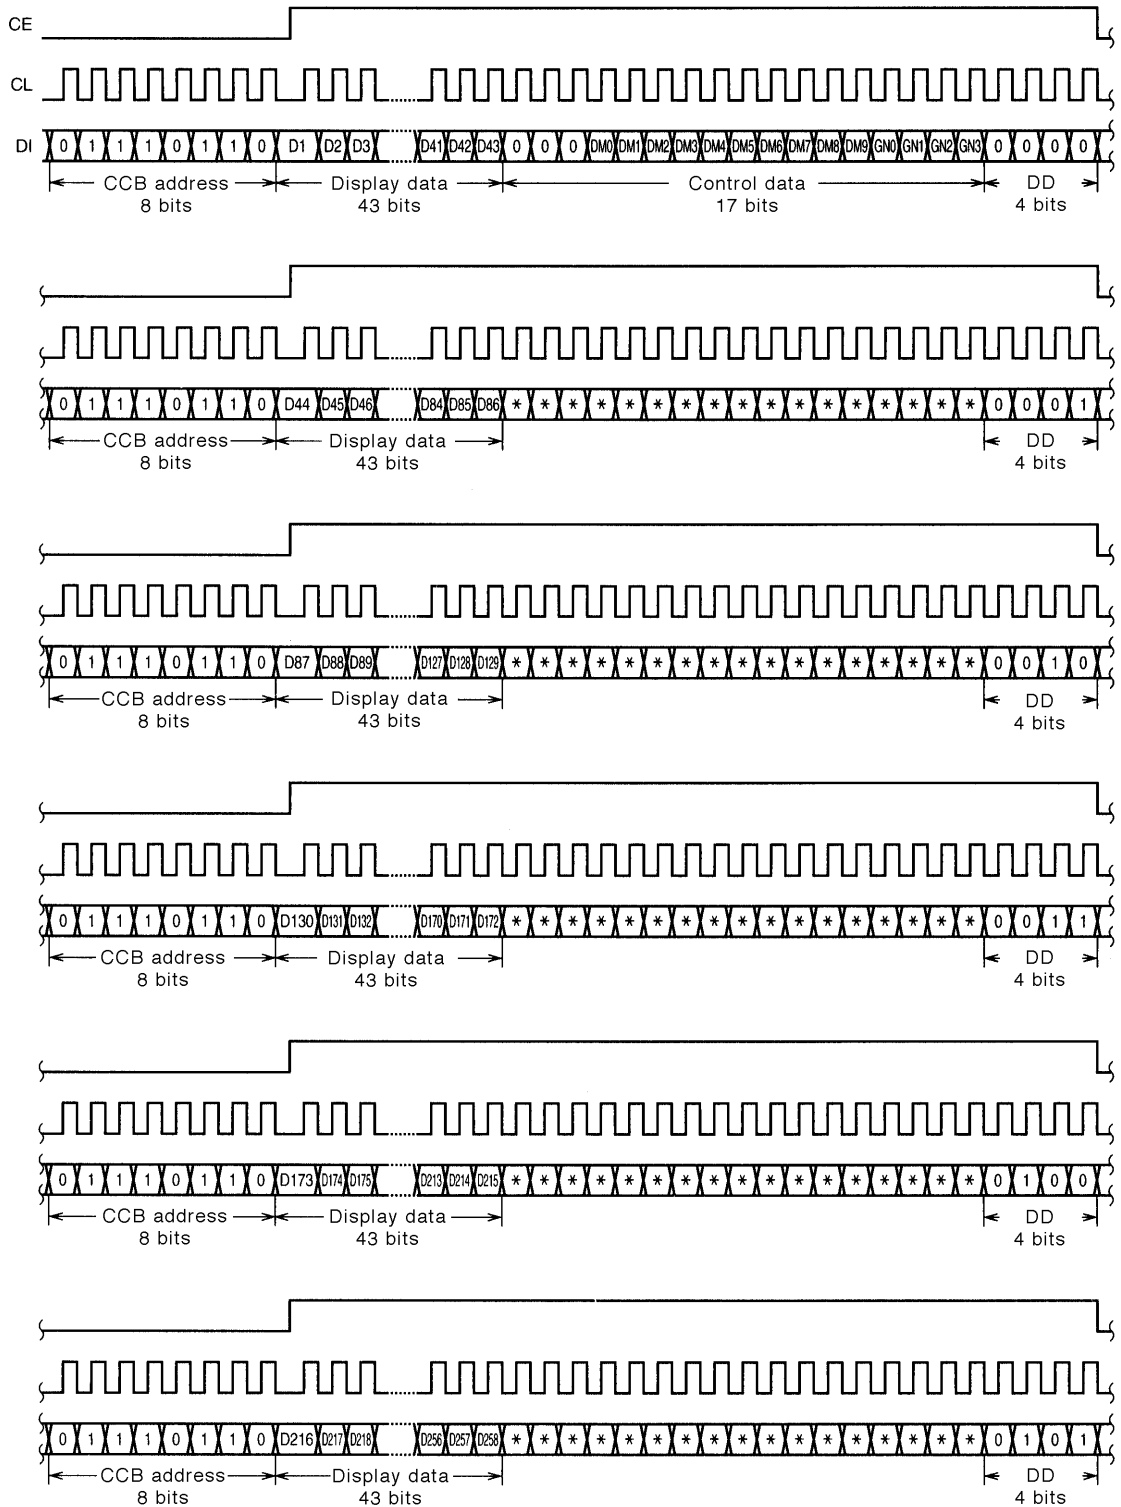 CE
CL
DI 0 1 1 1 0 1 1 0 D1 D2 D3 D41 D42 D43 0 0 0 DM0 DM1 DM2 DM3 DM4 DM5 DM6 DM7 DM8 DM9 GN0 GN1 GN2 GN3 0 0 0 0
CCB address Display data Control data DD
8 bits 43 bits 17 bits 4 bits
0 1 1 1 0 1 1 0 D44 D45 D46 D84 D85 D86 * * * * * * * * * * * * * * * * * 0 0 0 1
CCB address Display data DD
8 bits 43 bits 4 bits
0 1 1 1 0 1 1 0 D87 D88 D89 D127 D128 D129 * * * * * * * * * * * * * * * * * 0 0 1 0
CCB address Display data DD
8 bits 43 bits 4 bits
0 1 1 1 0 1 1 0 D130 D131 D132 D170 D171 D172 * * * * * * * * * * * * * * * * * 0 0 1 1
CCB address Display data DD
8 bits 43 bits 4 bits
0 1 1 1 0 1 1 0 D173 D174 D175 D213 D214 D215 * * * * * * * * * * * * * * * * * 0 1 0 0
CCB address Display data DD
8 bits 43 bits 4 bits
0 1 1 1 0 1 1 0 D216 D217 D218 D256 D257 D258 * * * * * * * * * * * * * * * * * 0 1 0 1
CCB address Display data DD
8 bits 43 bits 4 bits